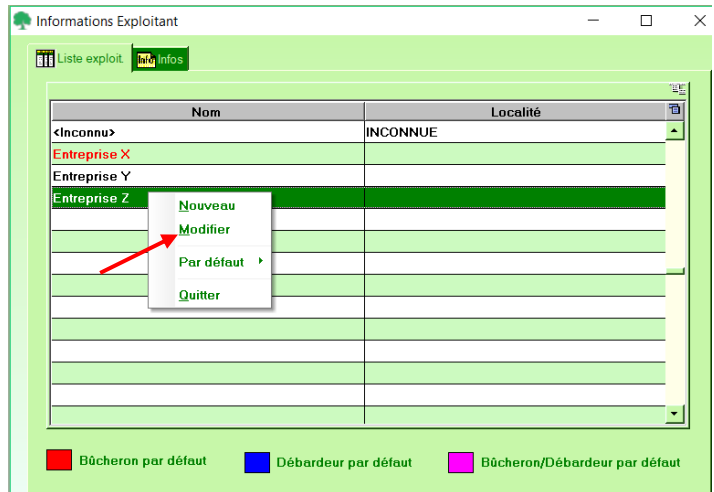 Informations Exploitant
Liste exploit. Info Infos
Nom Localité
<Inconnu> INCONNUE
Entreprise X
Entreprise Y
Entreprise Z
Nouveau
Modifier
Par défaut
Quitter
Bûcheron par défaut Débardeur par défaut Bûcheron/Débardeur par défaut